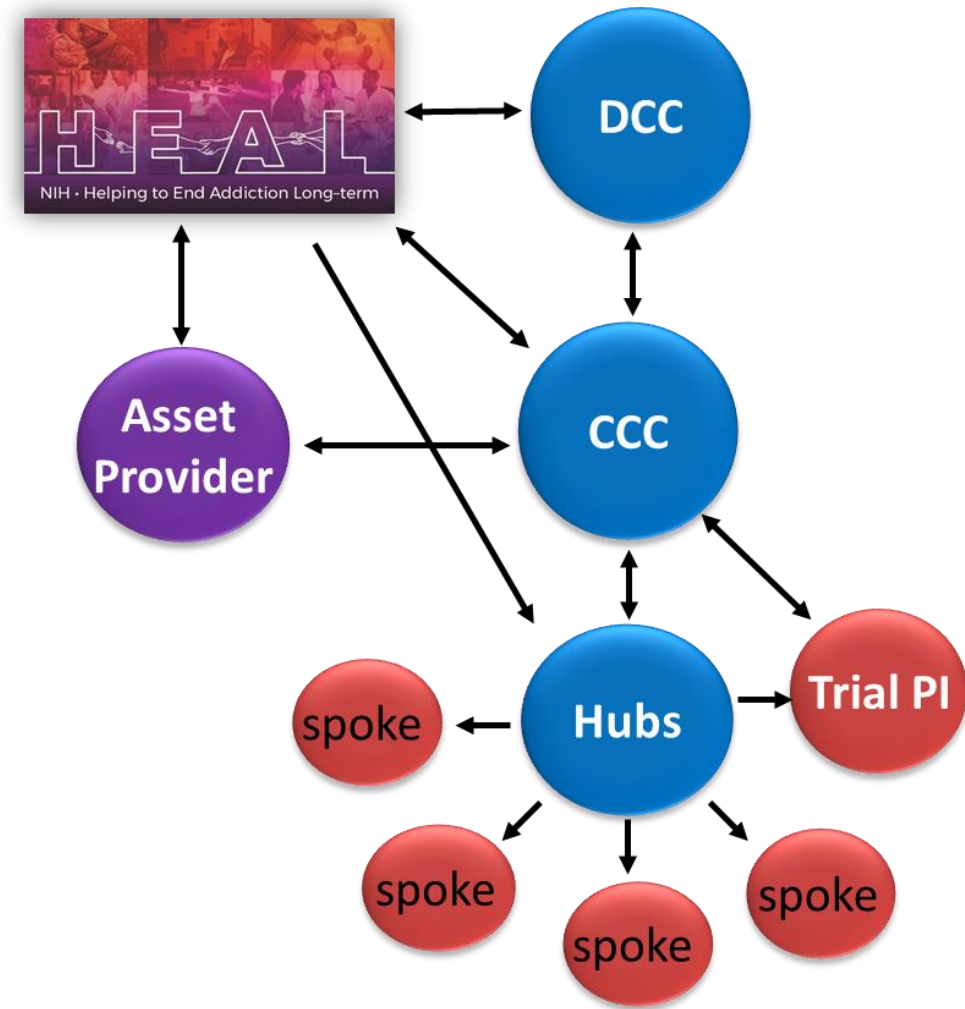 HEAL
NIH • Helping to End Addiction Long-term
DCC
Asset
Provider
CCC
Trial PI
Hubs
spoke
spoke
spoke
spoke